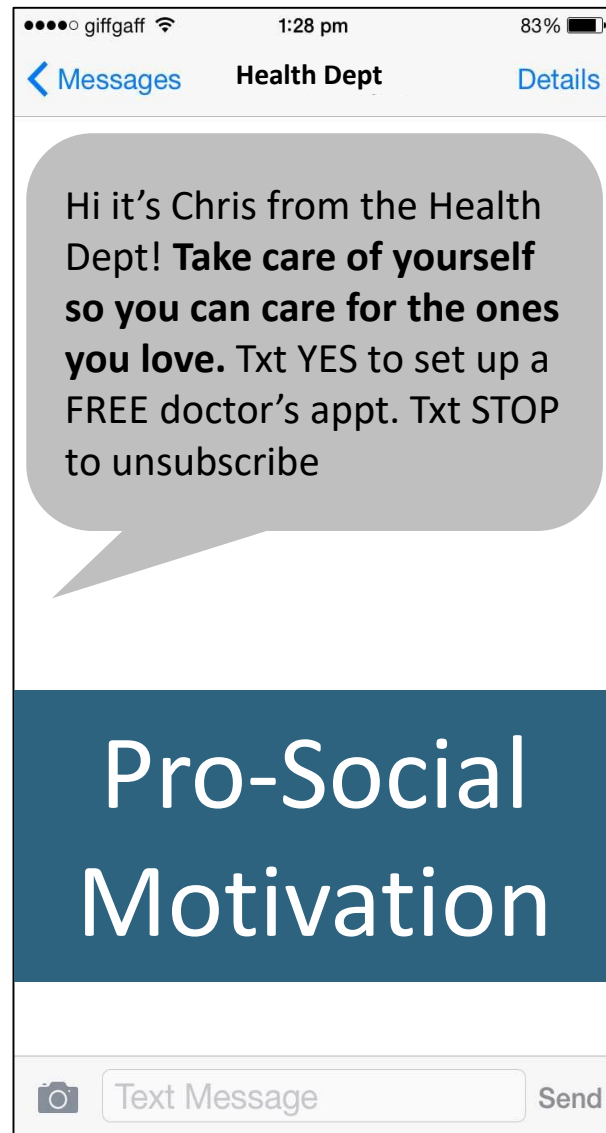 giffgaff 1:28 pm 83%
Messages Health Dept Details
Hi it’s Chris from the Health
Dept! Take care of yourself
so you can care for the ones
you love. Txt YES to set up a
FREE doctor’s appt. Txt STOP
to unsubscribe
Pro-Social
Motivation
Text Message Send